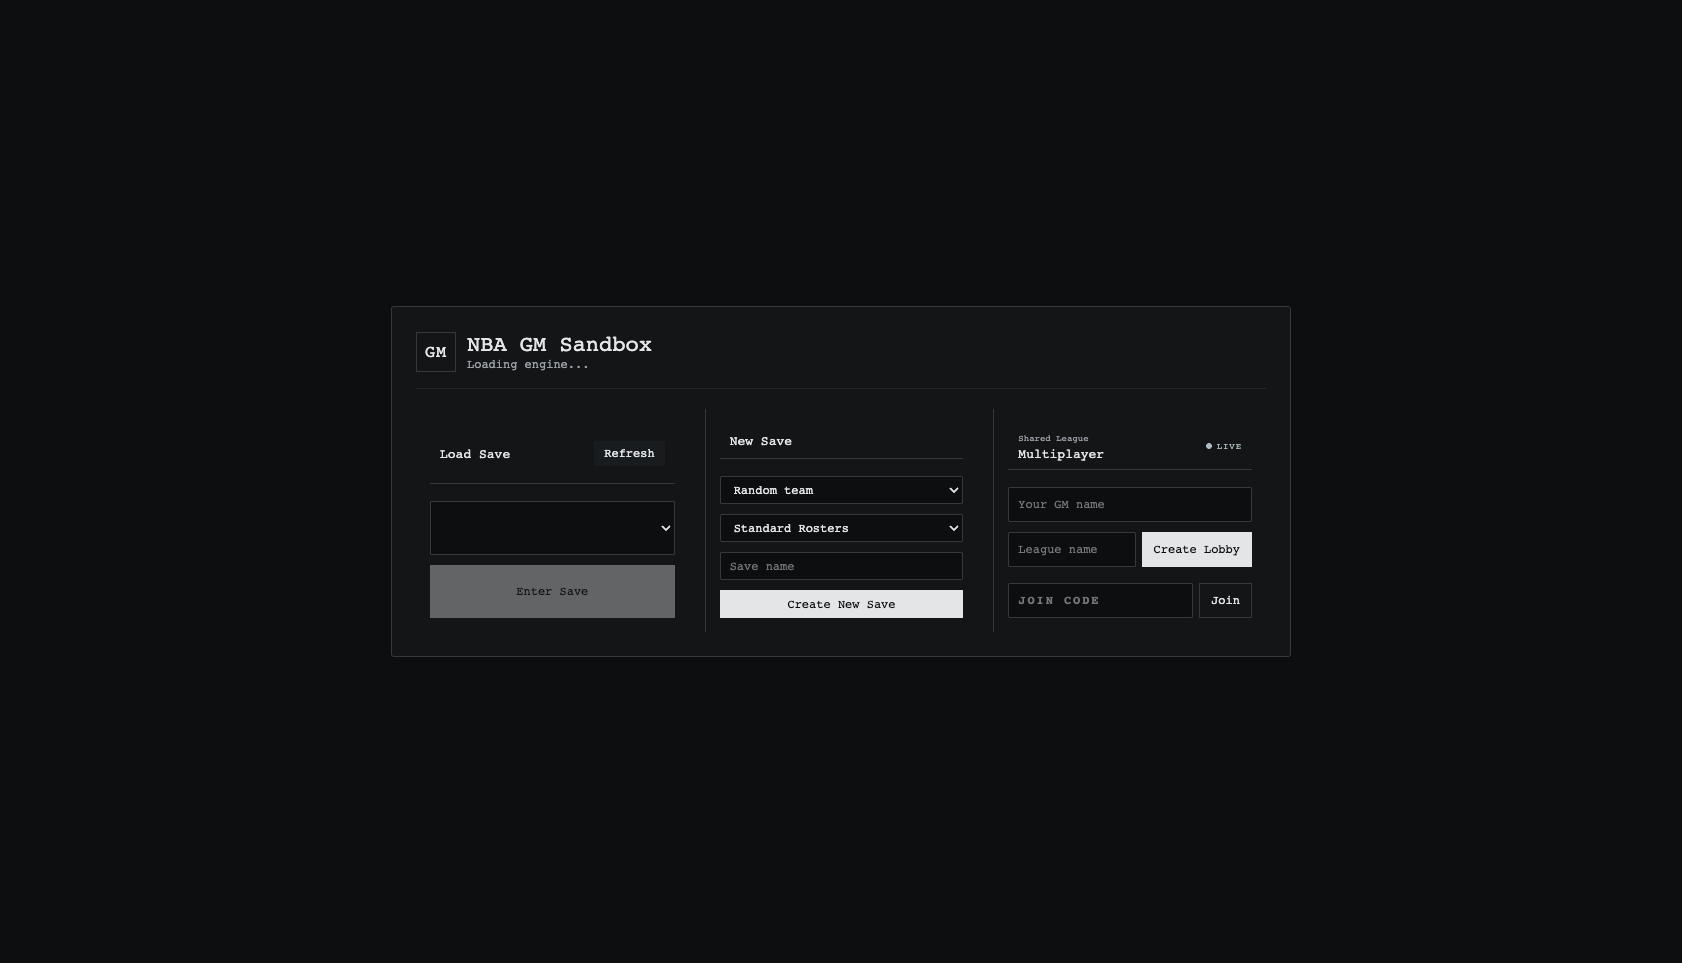 GM
NBA GM Sandbox
Loading engine...
Load Save
Refresh
Enter Save
New Save
Random team
Standard Rosters
Save name
Create New Save
Shared League
Multiplayer
LIVE
Your GM name
League name
Create Lobby
JOIN CODE
Join